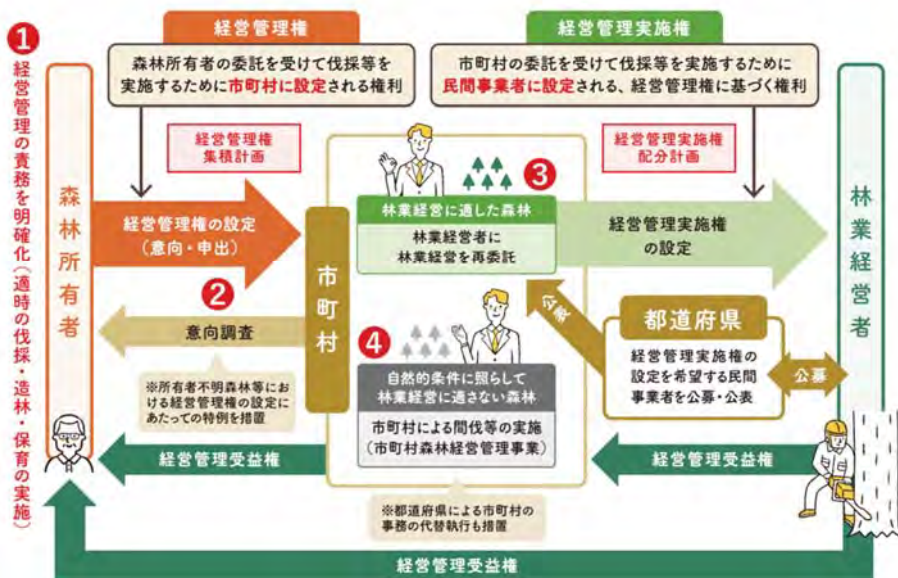 ❶
経営管理の責務を明確化(適時の伐採・造林・保育の実施)
森林所有者
経営管理権
森林所有者の委託を受けて伐採等を
実施するために市町村に設定される権利
経営管理実施権
市町村の委託を受けて伐採等を実施するために
民間事業者に設定される、経営管理権に基づく権利
経営管理権
集積計画
経営管理実施権
配分計画
経営管理権の設定
(意向・申出)
❷
意向調査
※所有者不明森林等にお
ける経営管理権の設定に
あたっての特例を措置
市町村
❸
林業経営に適した森林
林業経営者に
林業経営を再委託
❹
自然的条件に照らして
林業経営に適さない森林
市町村による間伐等の実施
(市町村森林経営管理事業)
※都道府県による市町村の
事務の代替執行も措置
経営管理実施権
の設定
公表
都道府県
経営管理実施権の
設定を希望する民間
事業者を公募・公表
公募
林業経営者
経営管理受益権
経営管理受益権
経営管理受益権